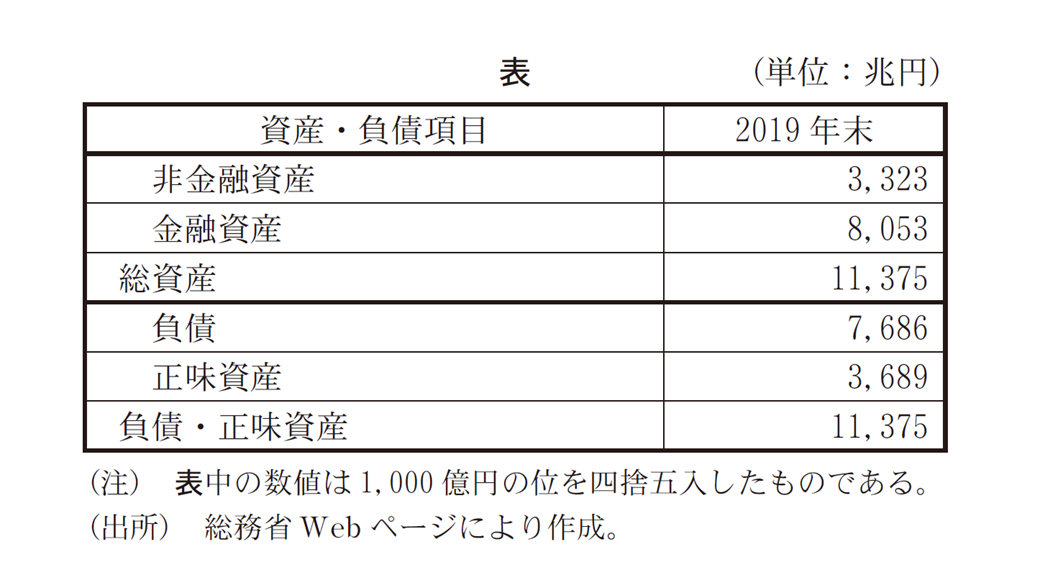 表 (単位：兆円)
資産・負債項目 2019 年末
非金融資産 3,323
金融資産 8,053
総資産 11,375
負債 7,686
正味資産 3,689
負債・正味資産 11,375
(注) 表中の数値は 1,000 億円の位を四捨五入したものである。
(出所) 総務省 Web ページにより作成。